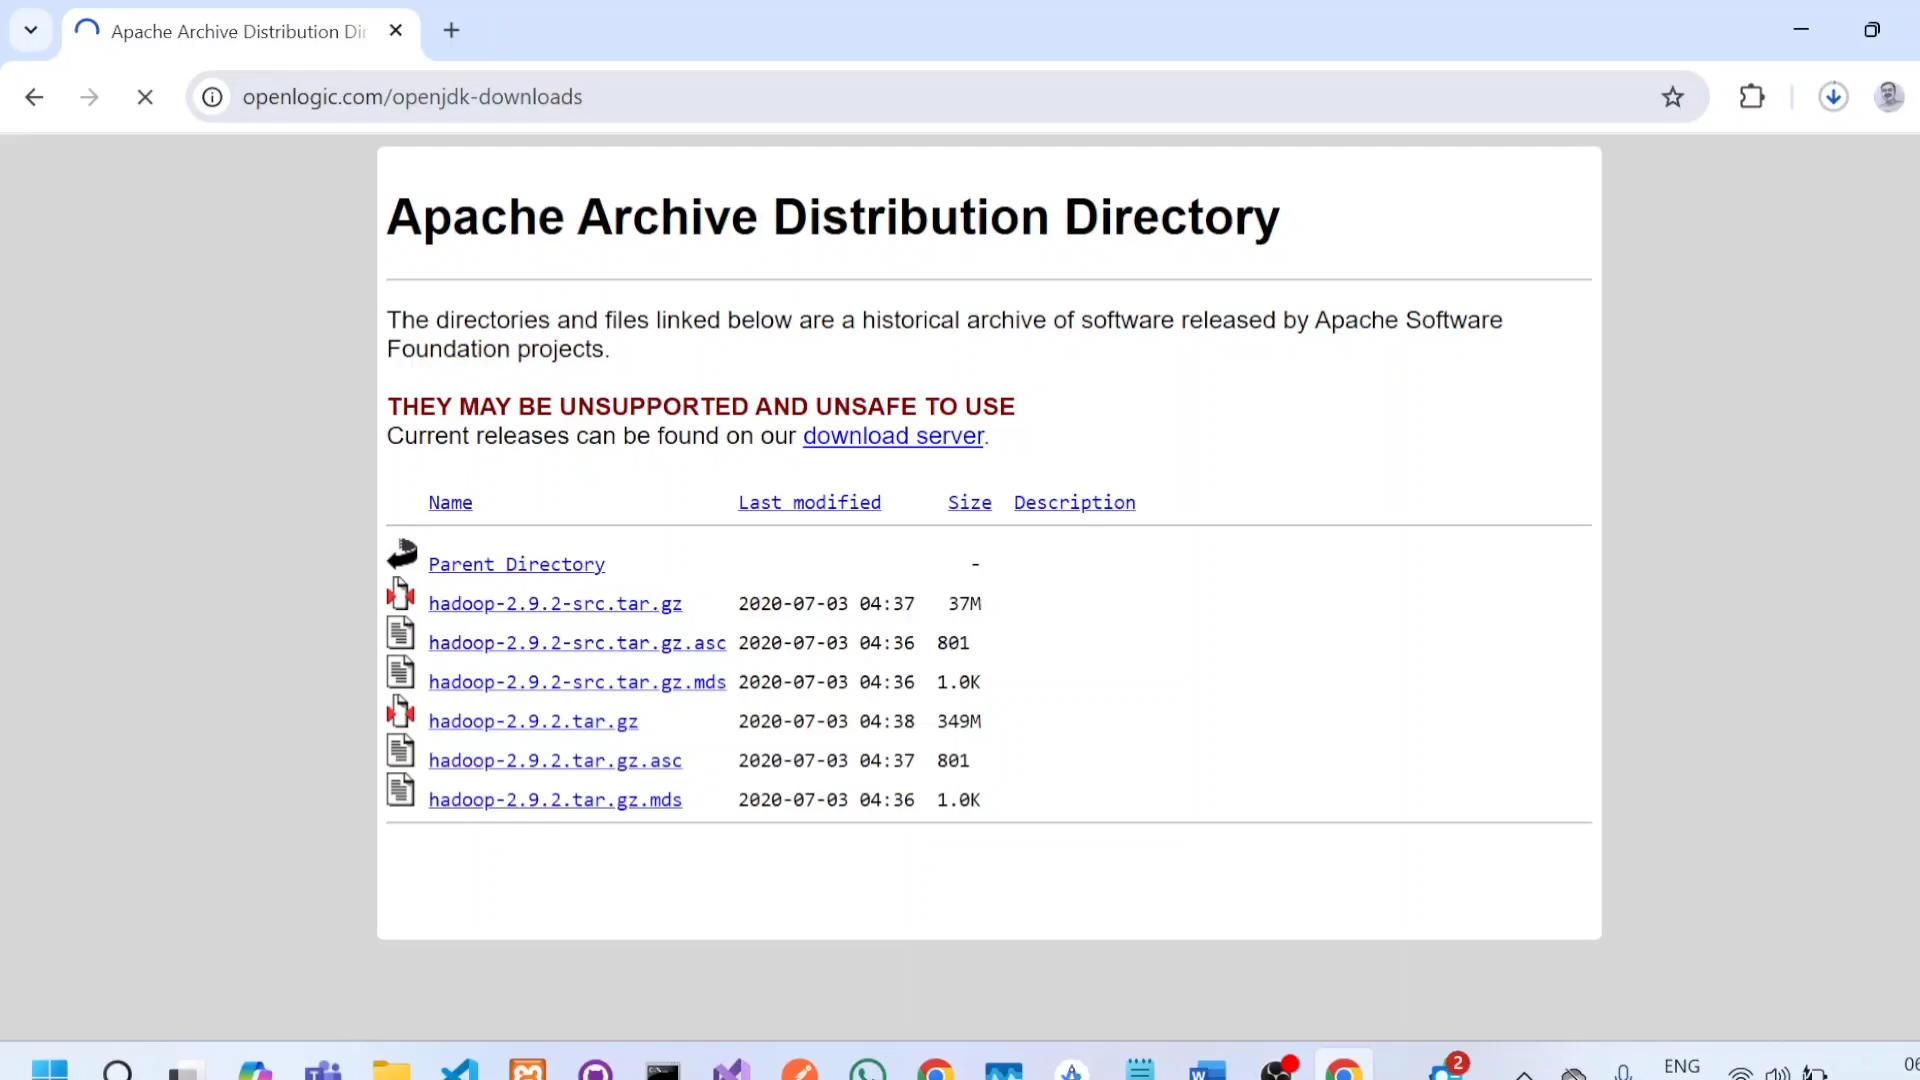 Apache Archive Distribution Dir
openlogic.com/openjdk-downloads
Apache Archive Distribution Directory
The directories and files linked below are a historical archive of software released by Apache Software
Foundation projects.
THEY MAY BE UNSUPPORTED AND UNSAFE TO USE
Current releases can be found on our download server.
Name Last modified Size Description
Parent Directory -
hadoop-2.9.2-src.tar.gz 2020-07-03 04:37 37M
hadoop-2.9.2-src.tar.gz.asc 2020-07-03 04:36 801
hadoop-2.9.2-src.tar.gz.mds 2020-07-03 04:36 1.0K
hadoop-2.9.2.tar.gz 2020-07-03 04:38 349M
hadoop-2.9.2.tar.gz.asc 2020-07-03 04:37 801
hadoop-2.9.2.tar.gz.mds 2020-07-03 04:36 1.0K
2 ENG